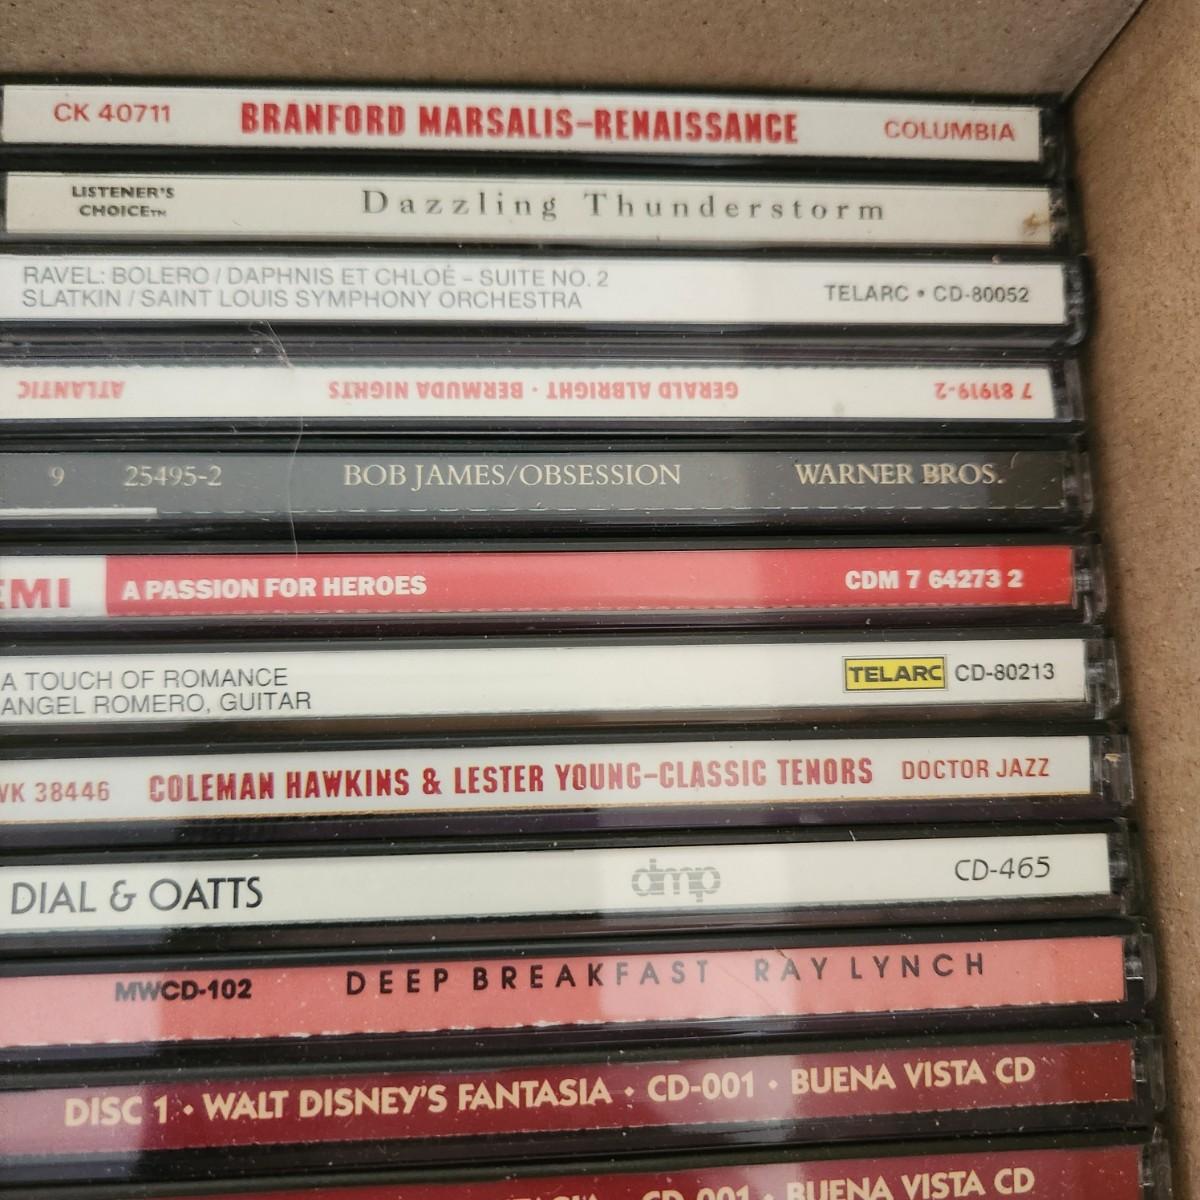 CK 40711 BRANFORD MARSALIS–RENAISSANCE COLUMBIA
LISTENER'S
CHOICE™ Dazzling Thunderstorm
RAVEL: BOLERO / DAPHNIS ET CHLOÉ – SUITE NO. 2
SLATKIN / SAINT LOUIS SYMPHONY ORCHESTRA TELARC • CD-80052
7 81919-2 GERALD ALBRIGHT · BERMUDA NIGHTS ATLANTIC
9 25495-2 BOB JAMES/OBSESSION WARNER BROS.
EMI A PASSION FOR HEROES CDM 7 64273 2
A TOUCH OF ROMANCE
ANGEL ROMERO, GUITAR TELARC CD-80213
VK 38446 COLEMAN HAWKINS & LESTER YOUNG–CLASSIC TENORS DOCTOR JAZZ
DIAL & OATTS dmp CD-465
MWCD-102 DEEP BREAKFAST RAY LYNCH
DISC 1 • WALT DISNEY'S FANTASIA • CD-001 • BUENA VISTA CD
CD-001 • BUENA VISTA CD